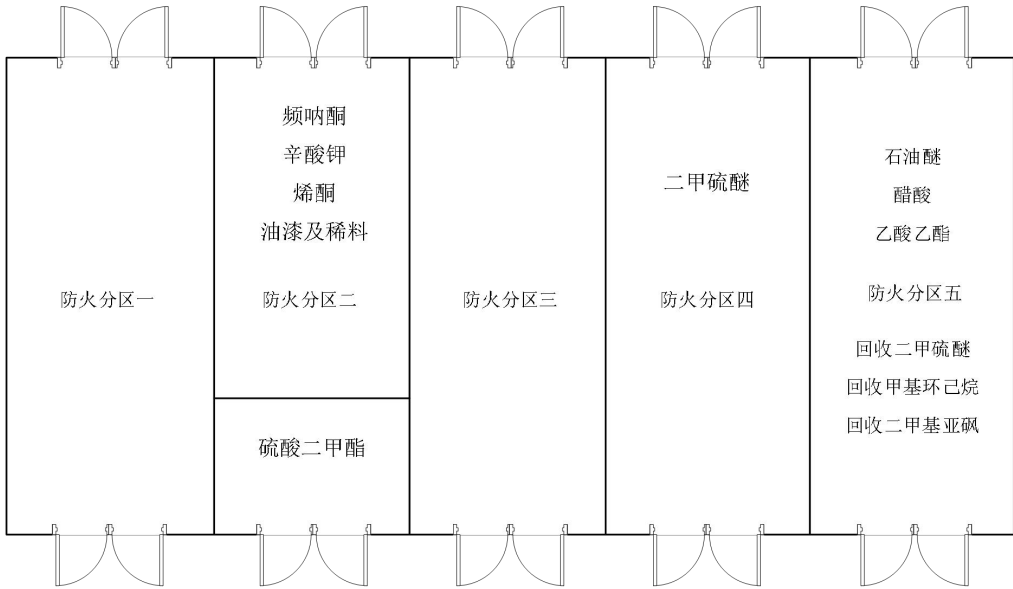 防火分区一
频呐酮
辛酸钾
烯酮
油漆及稀料
防火分区二
硫酸二甲酯
防火分区三
二甲硫醚
防火分区四
石油醚
醋酸
乙酸乙酯
防火分区五
回收二甲硫醚
回收甲基环己烷
回收二甲基亚砜